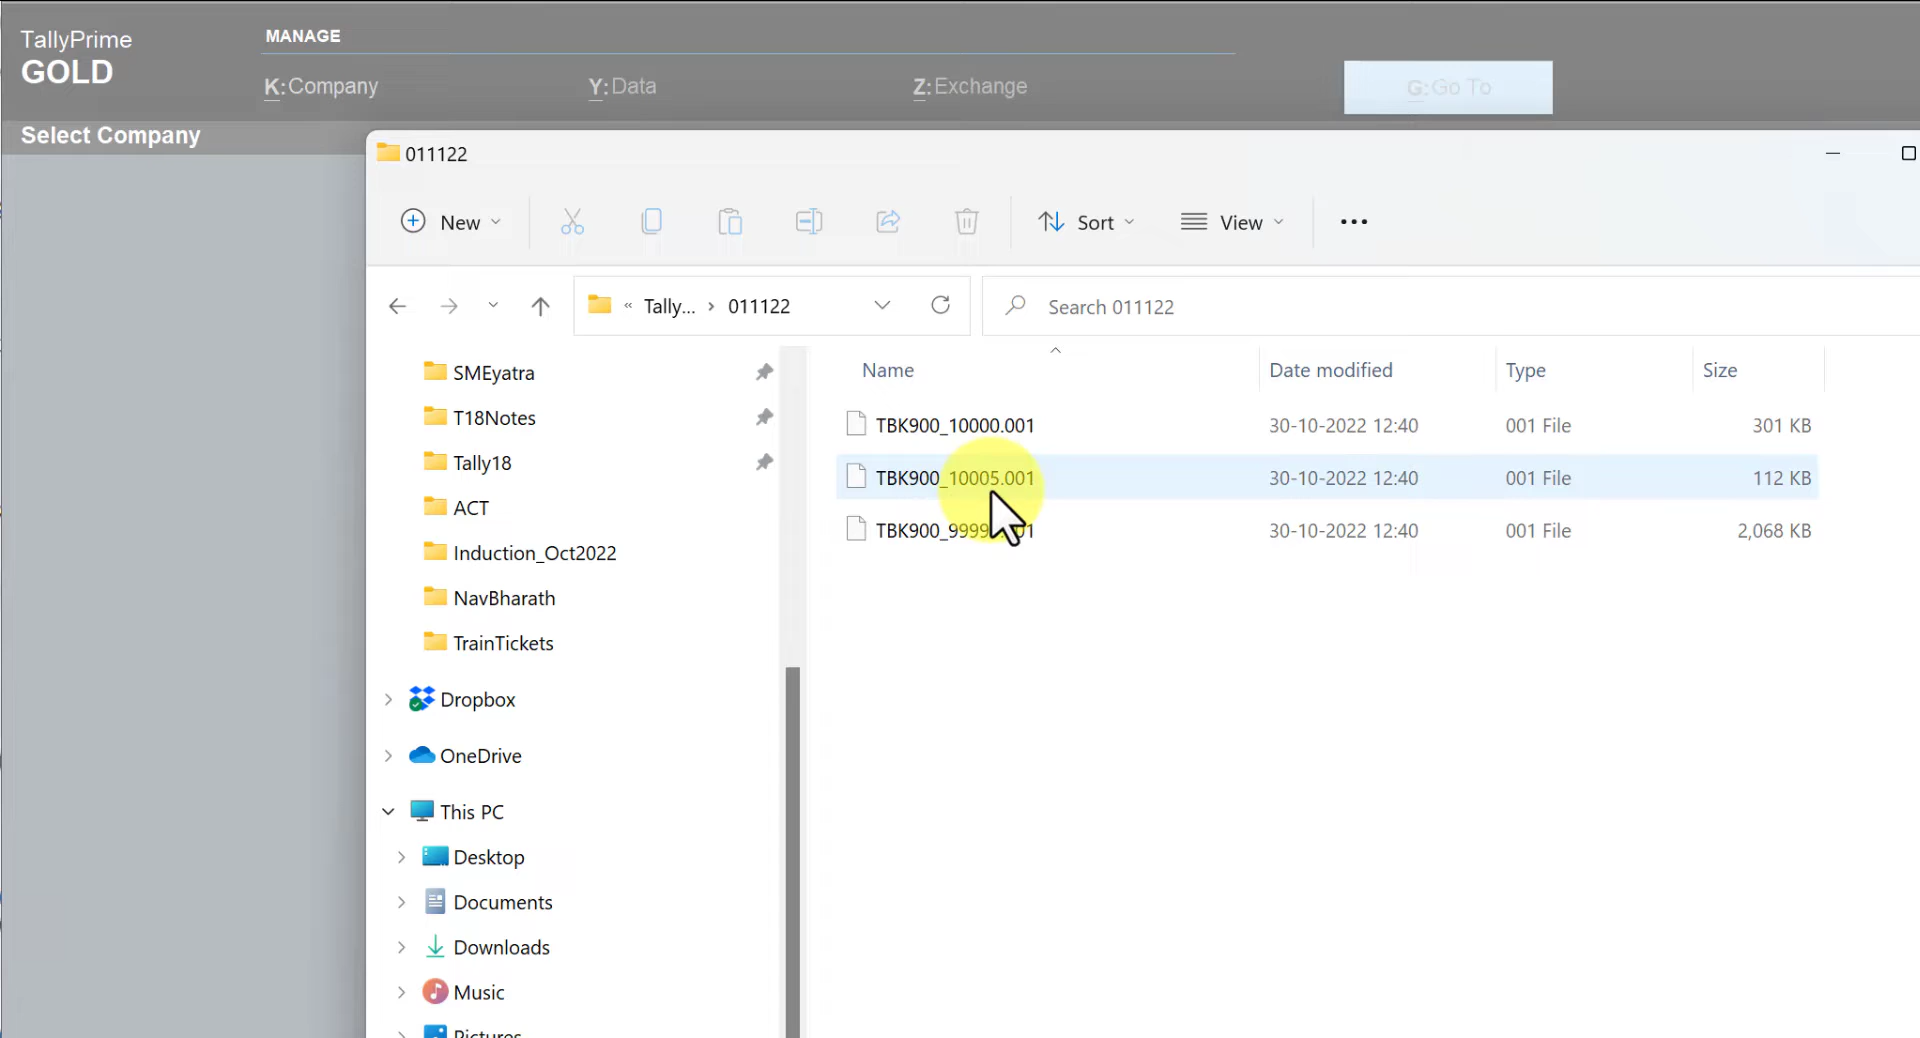 TallyPrime
GOLD
MANAGE
K:Company Y:Data Z:Exchange G:Go To
Select Company
011122
New Sort View
« Tally... › 011122 Search 011122
Name Date modified Type Size
SMEyatra
T18Notes
Tally18
ACT
Induction_Oct2022
NavBharath
TrainTickets
Dropbox
OneDrive
This PC
Desktop
Documents
Downloads
Music
Pictures
TBK900_10000.001 30-10-2022 12:40 001 File 301 KB
TBK900_10005.001 30-10-2022 12:40 001 File 112 KB
30-10-2022 12:40 001 File 2,068 KB